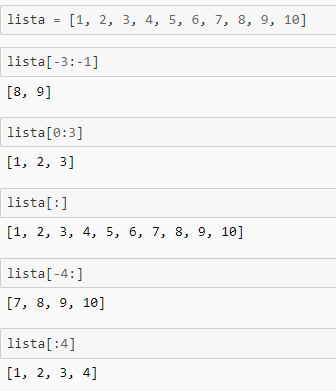 lista = [1, 2, 3, 4, 5, 6, 7, 8, 9, 10]
lista[-3:-1]
[8, 9]
lista[0:3]
[1, 2, 3]
lista[:]
[1, 2, 3, 4, 5, 6, 7, 8, 9, 10]
lista[-4:]
[7, 8, 9, 10]
lista[:4]
[1, 2, 3, 4]